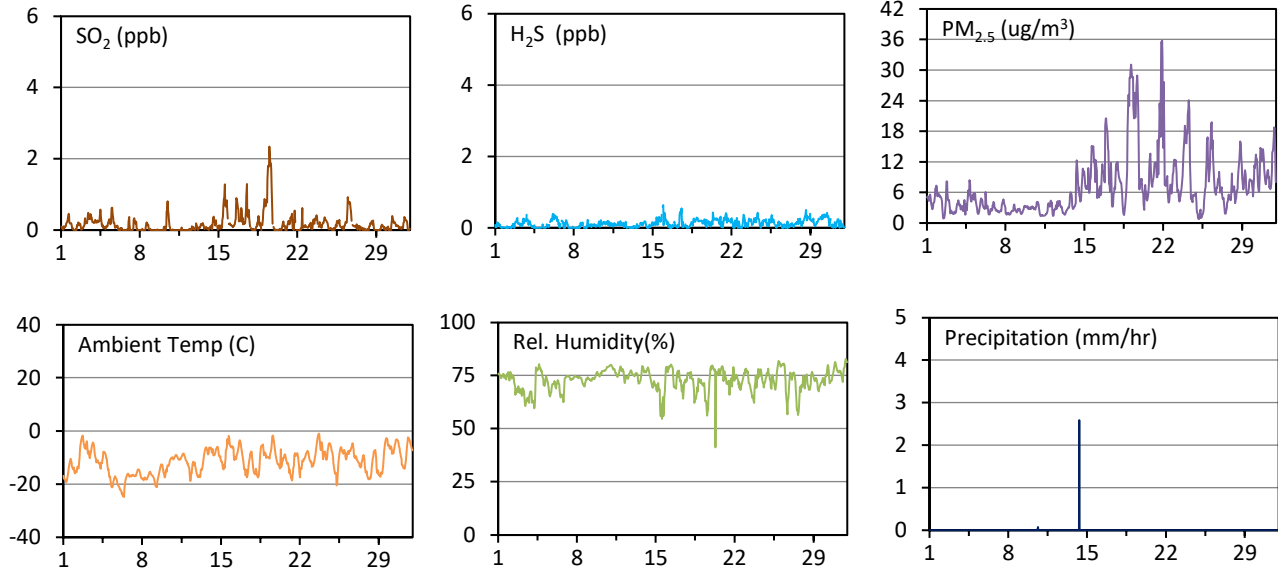 SO₂ (ppb)
6
4
2
0
1 8 15 22 29
H₂S (ppb)
6
4
2
0
1 8 15 22 29
PM₂.₅ (ug/m³)
42
36
30
24
18
12
6
0
1 8 15 22 29
Ambient Temp (C)
40
20
0
-20
-40
1 8 15 22 29
Rel. Humidity(%)
100
75
50
25
0
1 8 15 22 29
Precipitation (mm/hr)
5
4
3
2
1
0
1 8 15 22 29